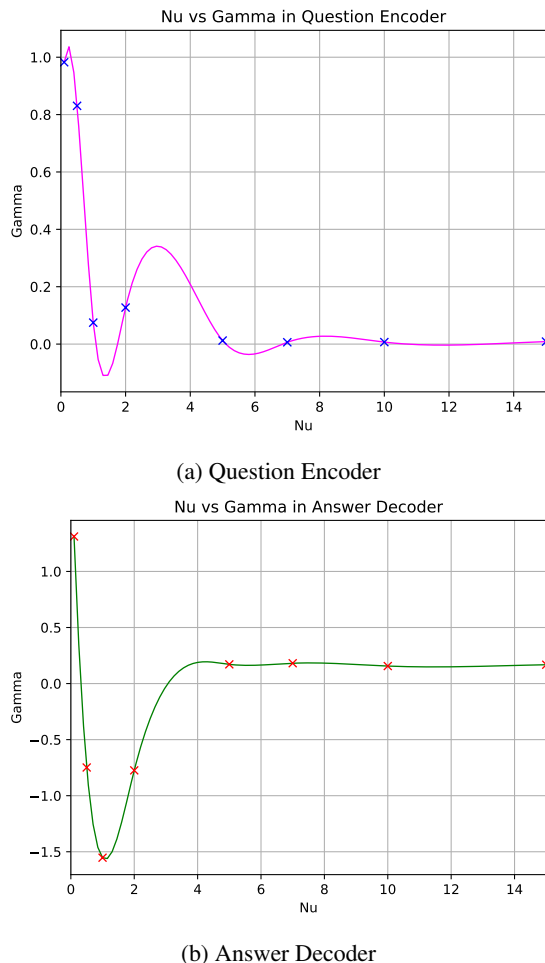 Nu vs Gamma in Question Encoder
1.0
0.8
0.6
0.4
0.2
0.0
Gamma
0 2 4 6 8 10 12 14
Nu
(a) Question Encoder
Nu vs Gamma in Answer Decoder
1.0
0.5
0.0
−0.5
−1.0
−1.5
Gamma
0 2 4 6 8 10 12 14
Nu
(b) Answer Decoder